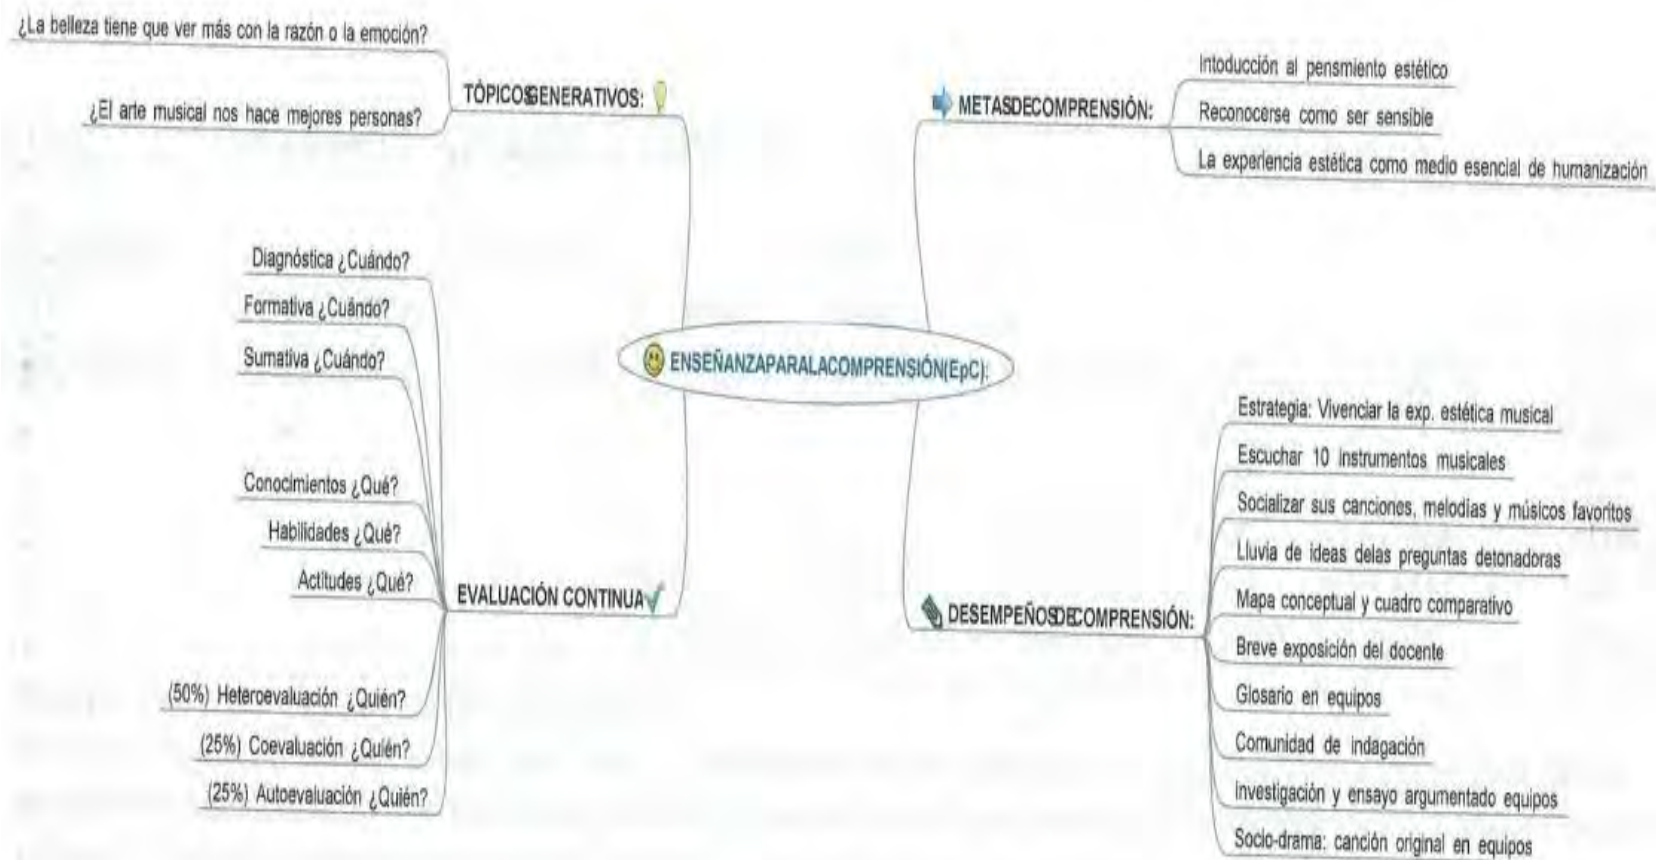 ¿La belleza tiene que ver más con la razón o la emoción?
¿El arte musical nos hace mejores personas?
TÓPICOSGENERATIVOS:
METASDECOMPRENSIÓN:
Intoducción al pensmiento estético
Reconocerse como ser sensible
La experiencia estética como medio esencial de humanización
ENSEÑANZAPARALACOMPRENSIÓN(EpC):
Diagnóstica ¿Cuándo?
Formativa ¿Cuándo?
Sumativa ¿Cuándo?
Conocimientos ¿Qué?
Habilidades ¿Qué?
Actitudes ¿Qué?
EVALUACIÓN CONTINUA
(50%) Heteroevaluación ¿Quién?
(25%) Coevaluación ¿Quién?
(25%) Autoevaluación ¿Quién?
DESEMPEÑOSDECOMPRENSIÓN:
Estrategia: Vivenciar la exp. estética musical
Escuchar 10 instrumentos musicales
Socializar sus canciones, melodías y músicos favoritos
Lluvia de ideas delas preguntas detonadoras
Mapa conceptual y cuadro comparativo
Breve exposición del docente
Glosario en equipos
Comunidad de indagación
Investigación y ensayo argumentado equipos
Socio-drama: canción original en equipos